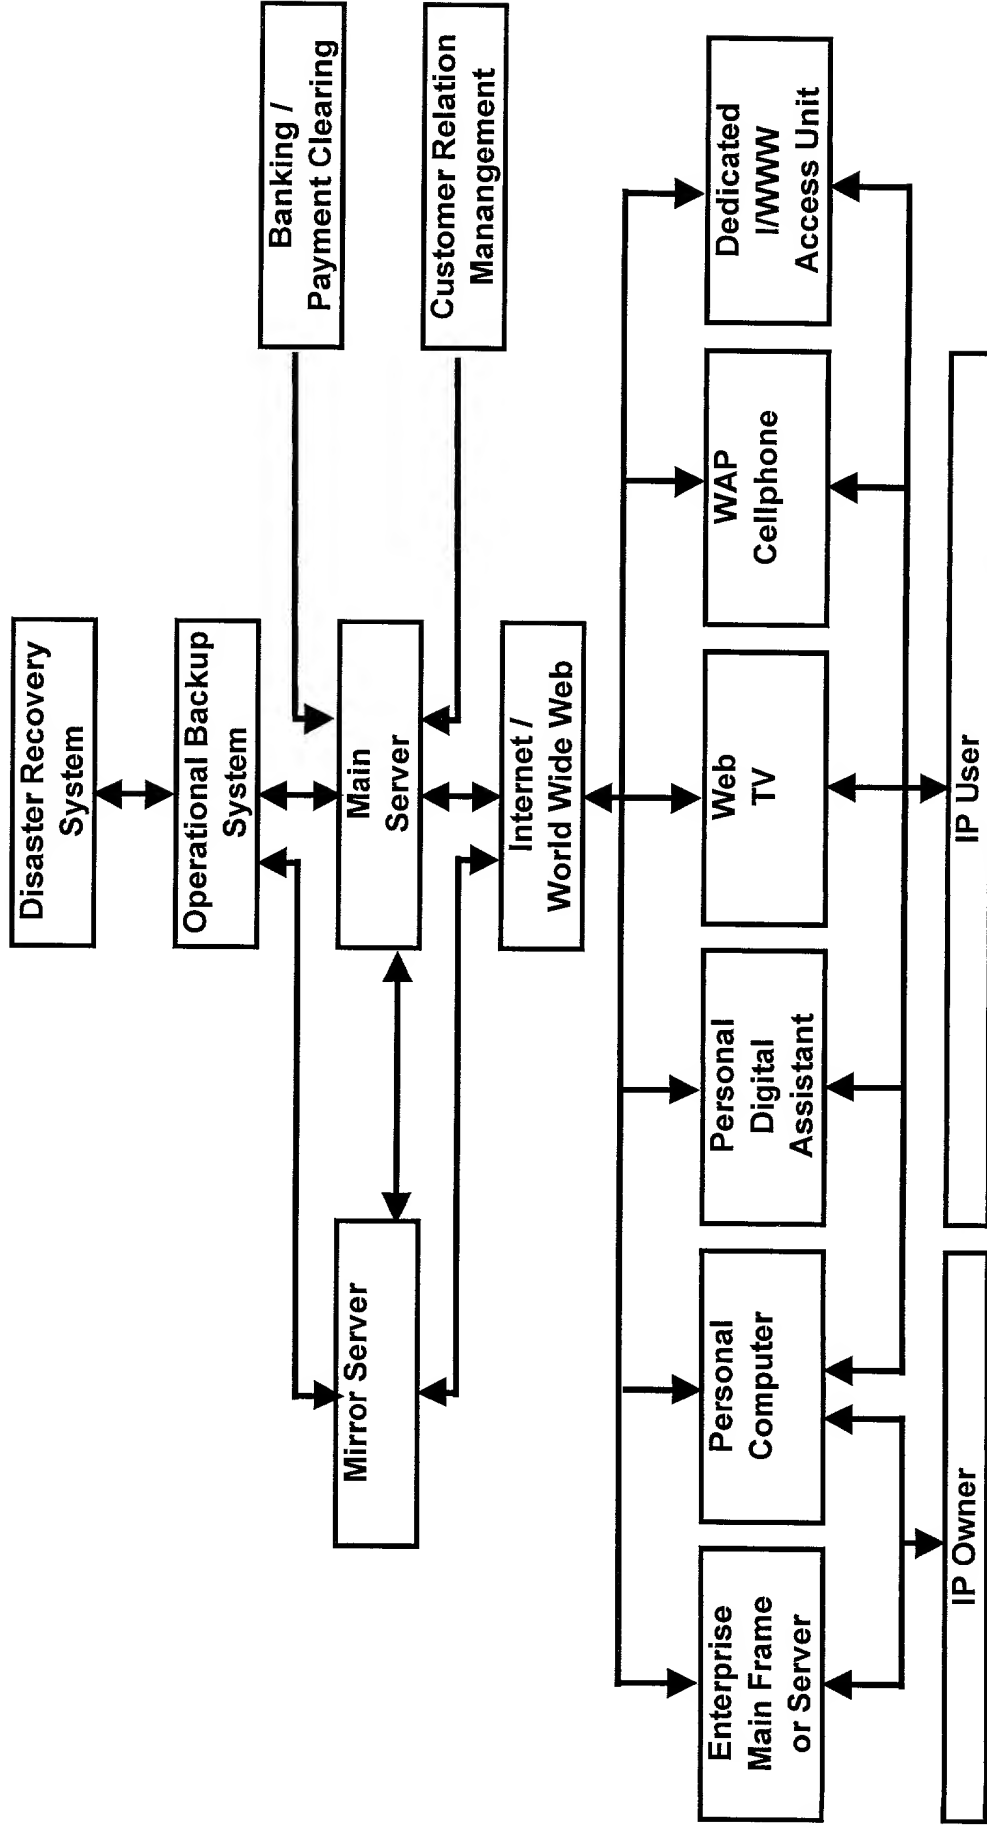 Disaster Recovery
System
Operational Backup
System
Banking /
Payment Clearing
Mirror Server
Main
Server
Customer Relation
Manangement
Internet /
World Wide Web
Enterprise
Main Frame
or Server
Personal
Computer
Personal
Digital
Assistant
Web
TV
WAP
Cellphone
Dedicated
I/WWW
Access Unit
IP Owner
IP User